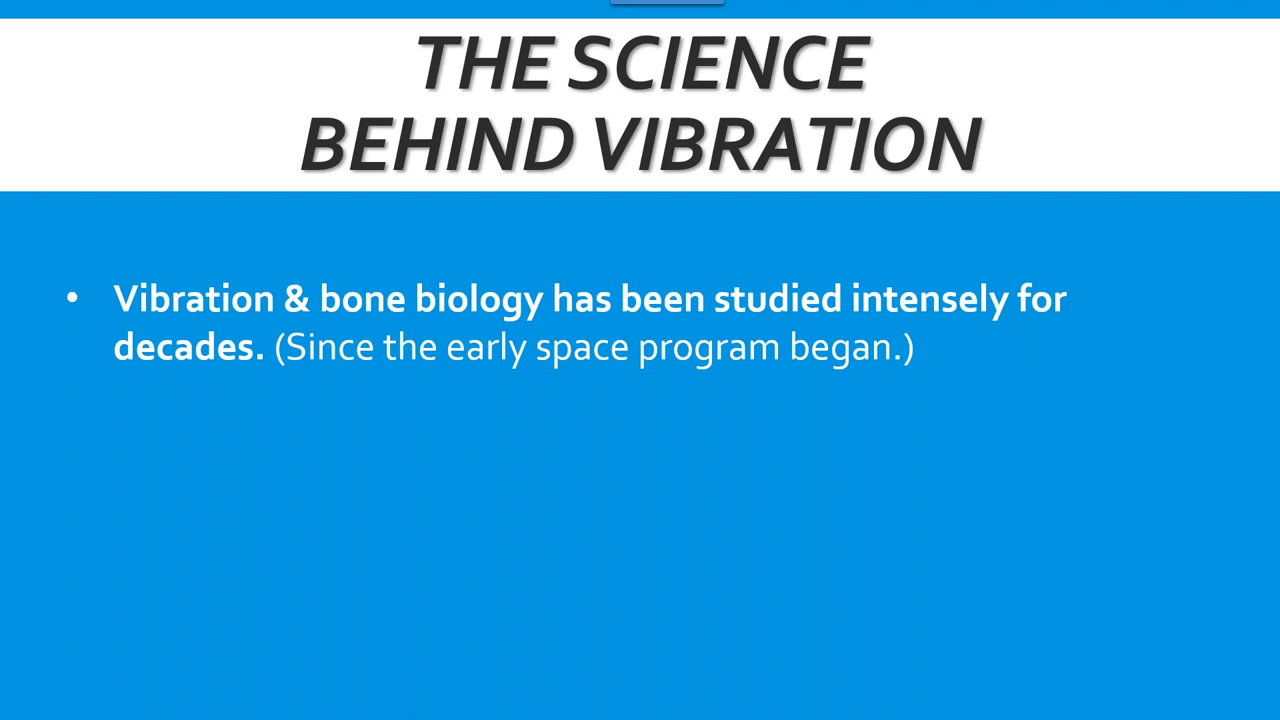 THE SCIENCE
BEHIND VIBRATION
• Vibration & bone biology has been studied intensely for
decades. (Since the early space program began.)